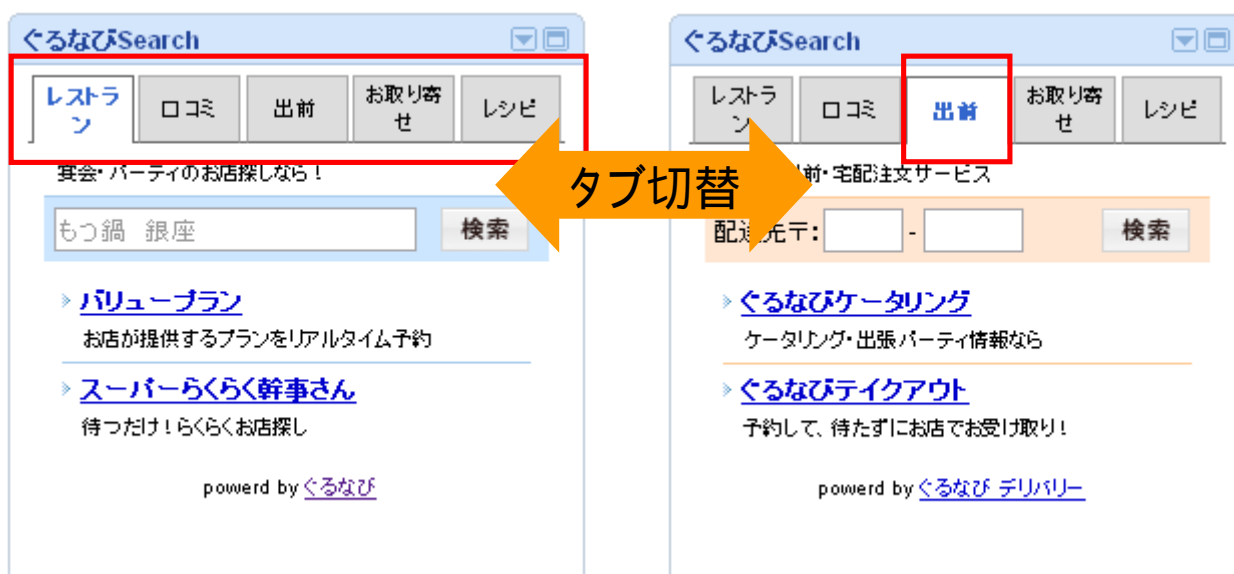 ぐるなびSearch
レストラン
口コミ
出前
お取り寄せ
レシピ
宴会・パーティのお店探しなら!
もつ鍋 銀座
検索
バリュープラン
お店が提供するプランをリアルタイム予約
スーパーらくらく幹事さん
待つだけ!らくらくお店探し
powerd by ぐるなび
タブ切替
ぐるなびSearch
レストラン
口コミ
出前
お取り寄せ
レシピ
前・宅配注文サービス
配達先〒:
-
検索
ぐるなびケータリング
ケータリング・出張パーティ情報なら
ぐるなびテイクアウト
予約して、待たずにお店でお受け取り!
powerd by ぐるなび デリバリー